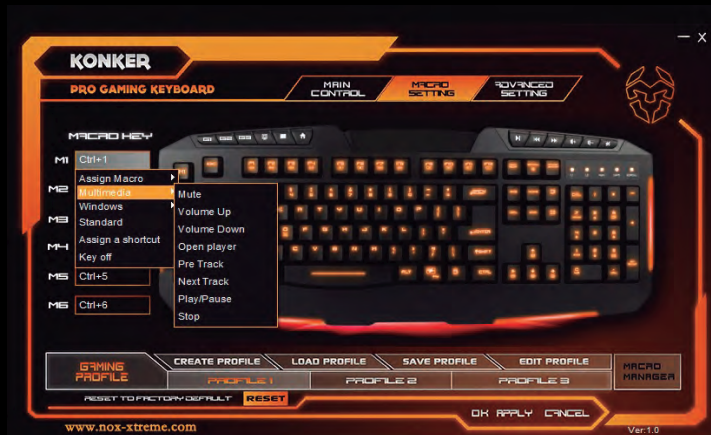 KONKER
PRO GAMING KEYBOARD
MAIN CONTROL
MACRO SETTING
ADVANCED SETTING
MACRO KEY
M1 Ctrl+1
Assign Macro
Multimedia
Windows
Standard
Assign a shortcut
Key off
Mute
Volume Up
Volume Down
Open player
Pre Track
Next Track
Play/Pause
Stop
M2
M3
M4
M5 Ctrl+5
M6 Ctrl+6
GAMING PROFILE
CREATE PROFILE
LOAD PROFILE
SAVE PROFILE
EDIT PROFILE
PROFILE 1
PROFILE 2
PROFILE 3
MACRO MANAGER
RESET TO FACTORY DEFAULT RESET
OK APPLY CANCEL
www.nox-xtreme.com
Ver:1.0